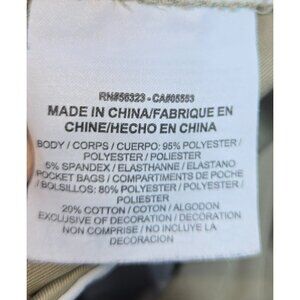 RN#56323 - CA#05553
MADE IN CHINA/FABRIQUE EN
CHINE/HECHO EN CHINA
BODY / CORPS / CUERPO: 95% POLYESTER /
POLYESTER / POLIESTER
5% SPANDEX / ELASTHANNE / ELASTANO
POCKET BAGS / COMPARTIMENTS DE POCHE
/ BOLSILLOS: 80% POLYESTER / POLYESTER /
POLIESTER
20% COTTON / COTON / ALGODON
EXCLUSIVE OF DECORATION / DECORATION
NON COMPRISE / NO INCLUYE LA
DECORACION